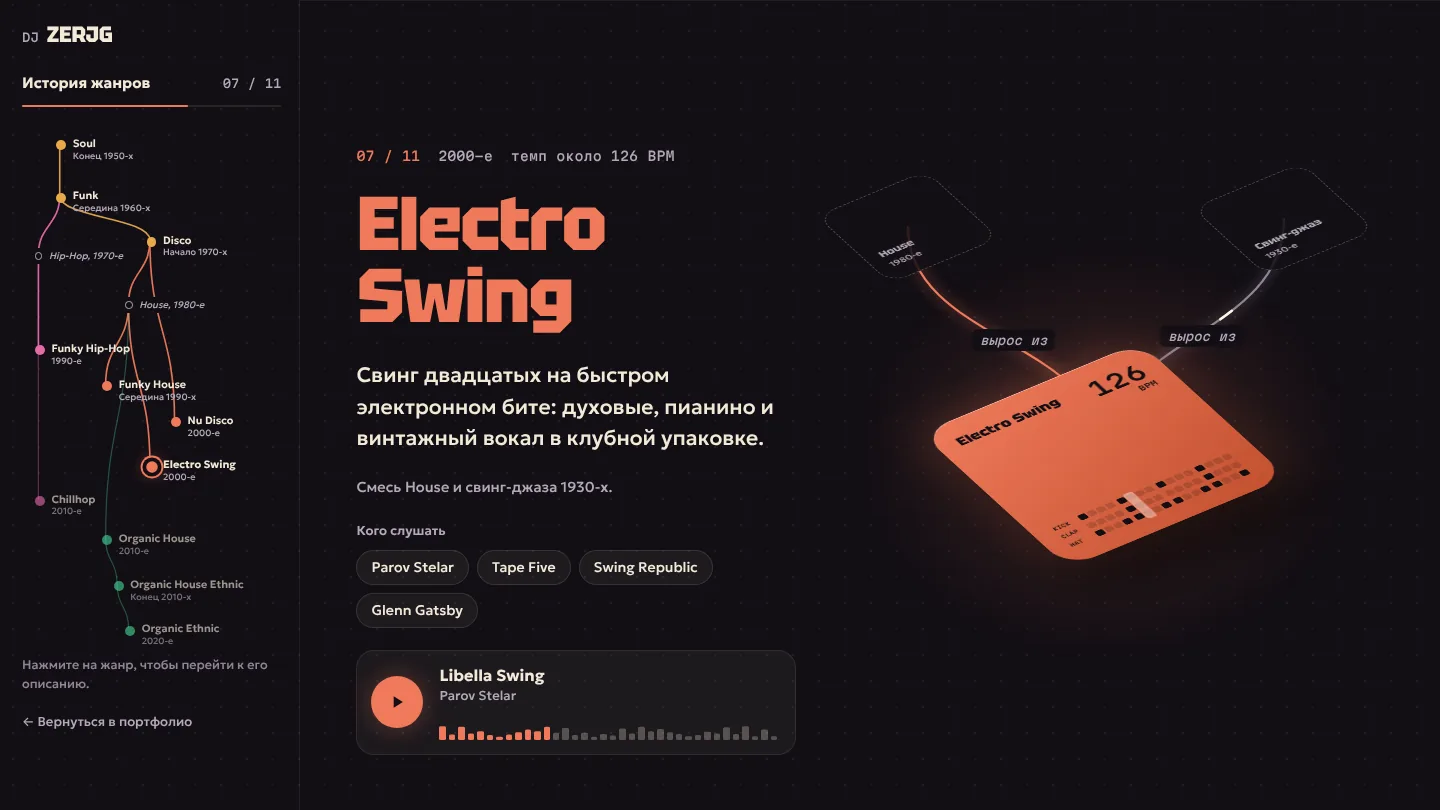 DJ ZERJG
История жанров 07 / 11
Soul
Конец 1950-х
Funk
Середина 1960-х
Disco
Начало 1970-х
Hip-Hop, 1970-е
House, 1980-е
Funky Hip-Hop
1990-е
Funky House
Середина 1990-х
Nu Disco
2000-е
Electro Swing
2000-е
Chillhop
2010-е
Organic House
2010-е
Organic House Ethnic
Конец 2010-х
Organic Ethnic
2020-е
Нажмите на жанр, чтобы перейти к его
описанию.
← Вернуться в портфолио
07 / 11 2000-е темп около 126 BPM
Electro
Swing
Свинг двадцатых на быстром
электронном бите: духовые, пианино и
винтажный вокал в клубной упаковке.
Смесь House и свинг-джаза 1930-х.
Кого слушать
Parov Stelar Tape Five Swing Republic
Glenn Gatsby
Libella Swing
Parov Stelar
House
1980-е
Свинг-джаз
1930-е
вырос из
вырос из
Electro Swing
126
BPM
KICK
CLAP
HAT